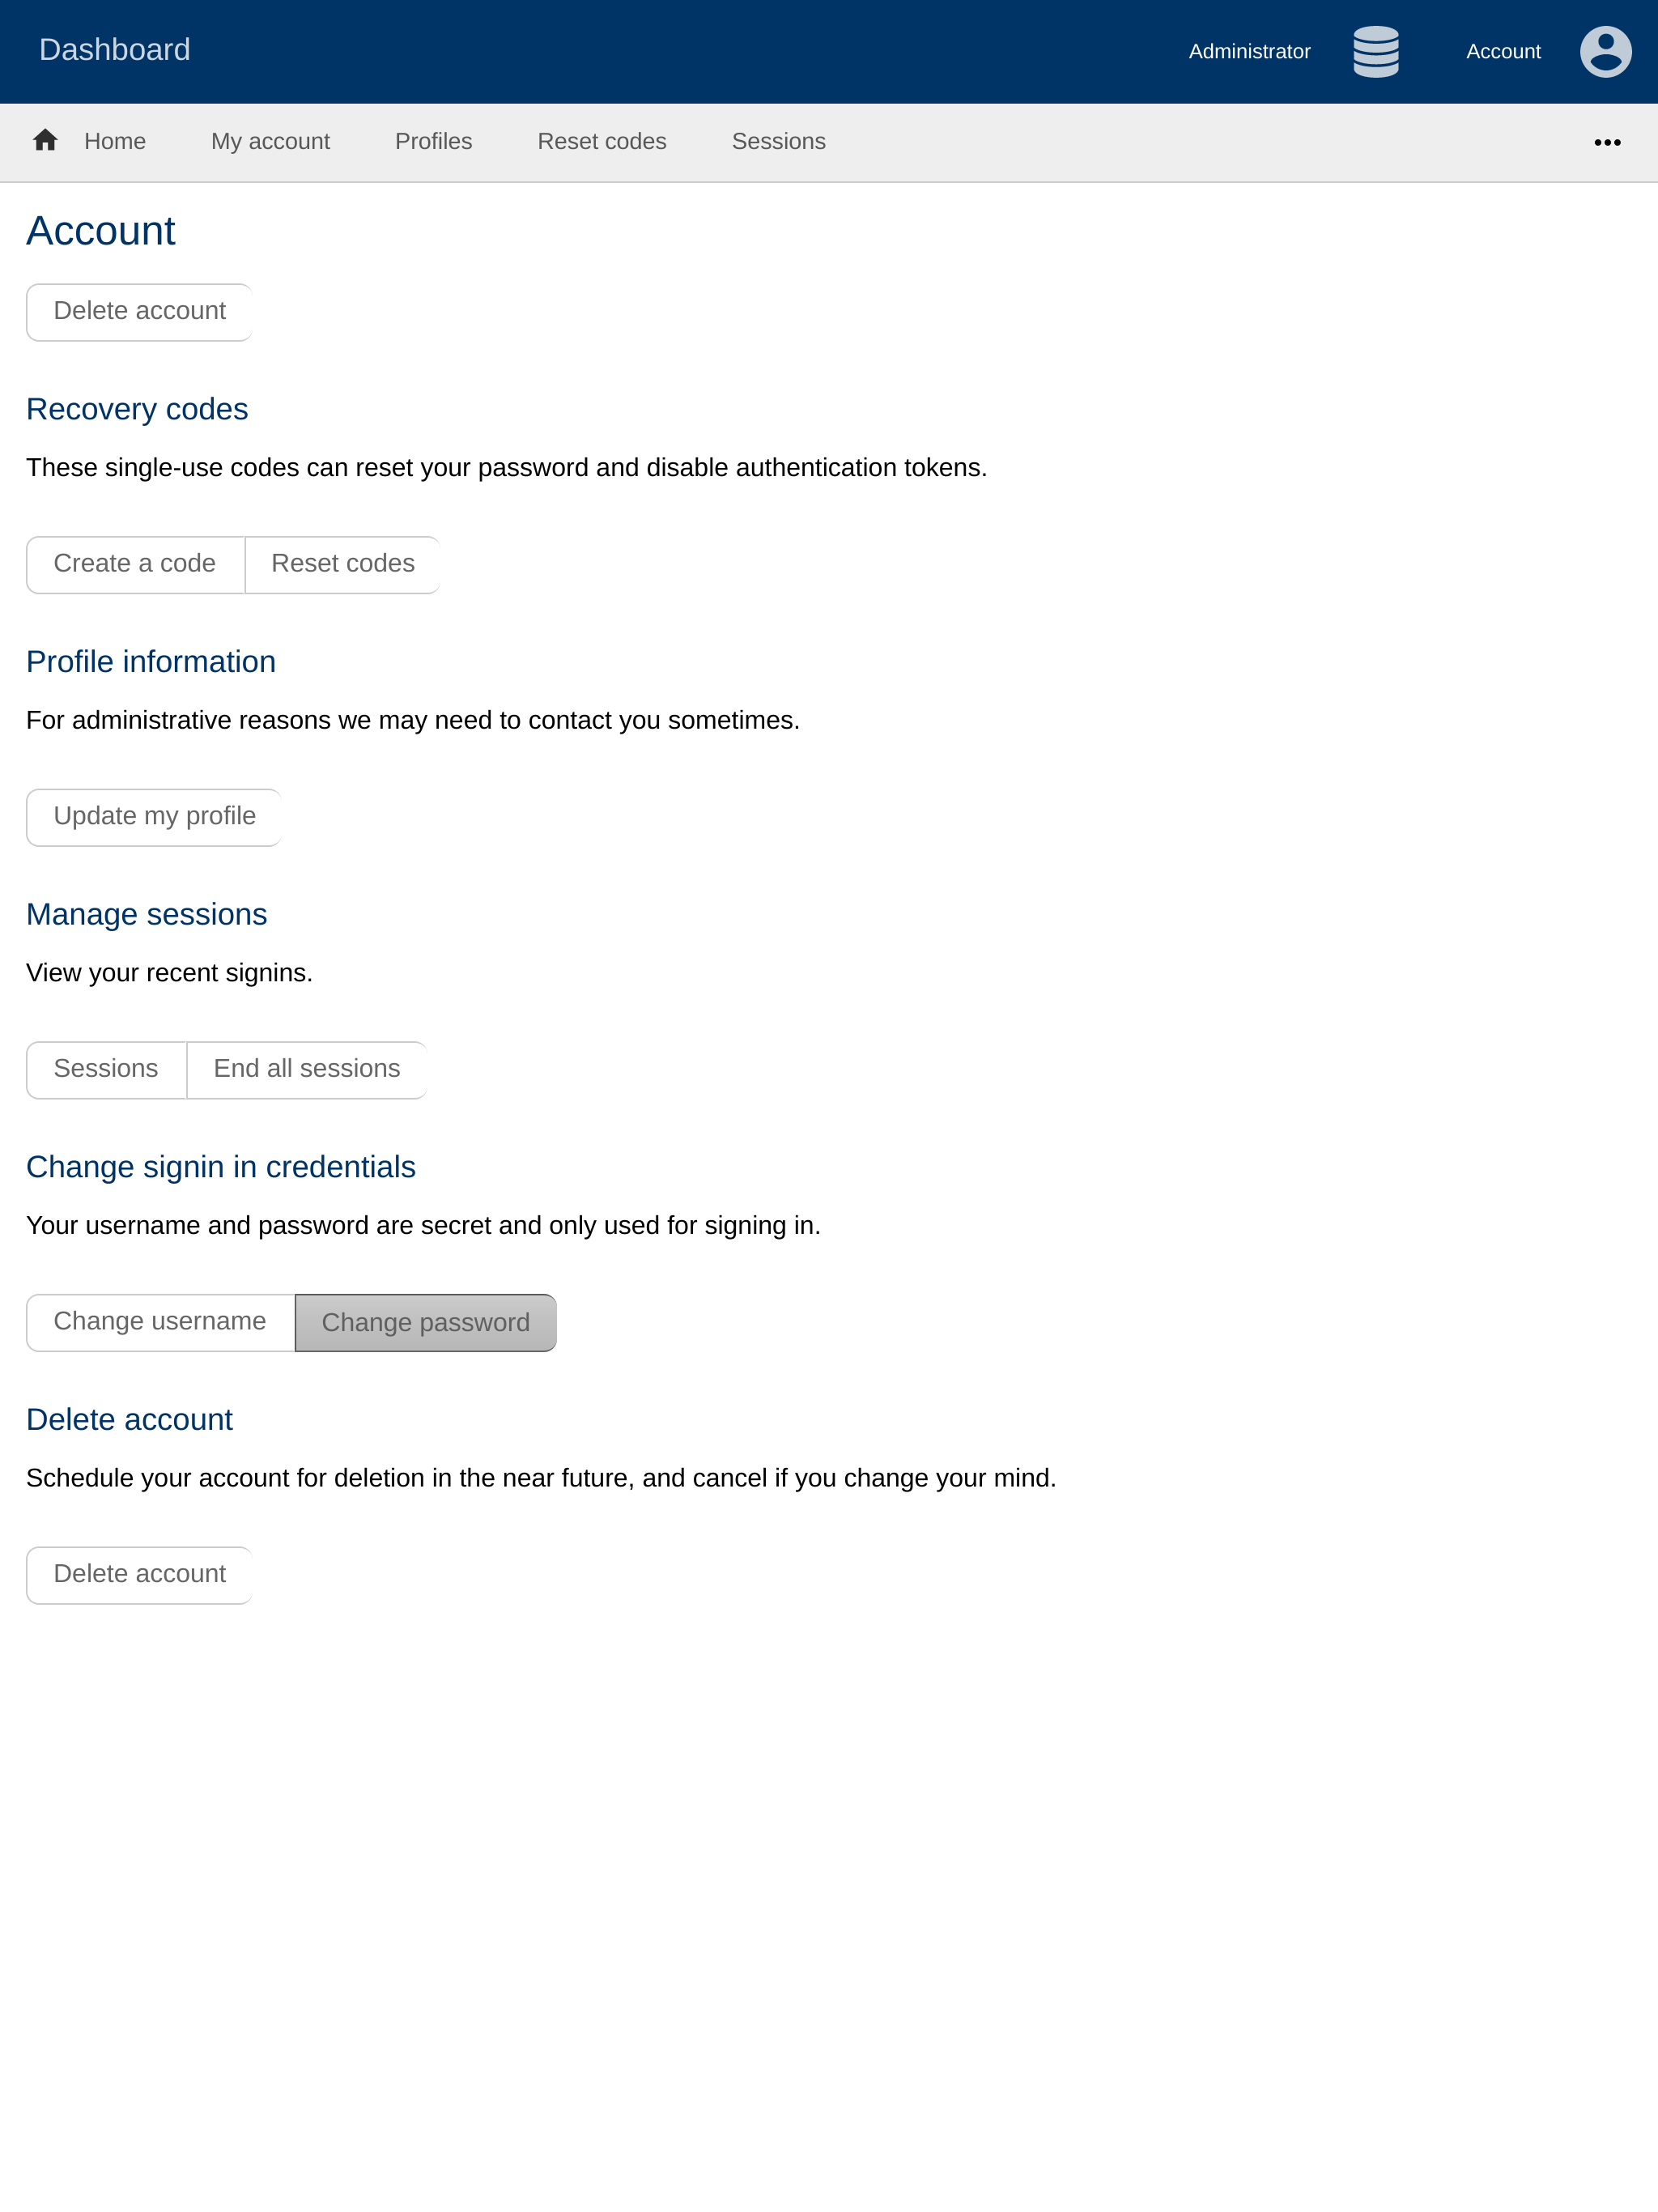 Dashboard Administrator Account
Home My account Profiles Reset codes Sessions
Account
Delete account
Recovery codes
These single-use codes can reset your password and disable authentication tokens.
Create a code Reset codes
Profile information
For administrative reasons we may need to contact you sometimes.
Update my profile
Manage sessions
View your recent signins.
Sessions End all sessions
Change signin in credentials
Your username and password are secret and only used for signing in.
Change username Change password
Delete account
Schedule your account for deletion in the near future, and cancel if you change your mind.
Delete account